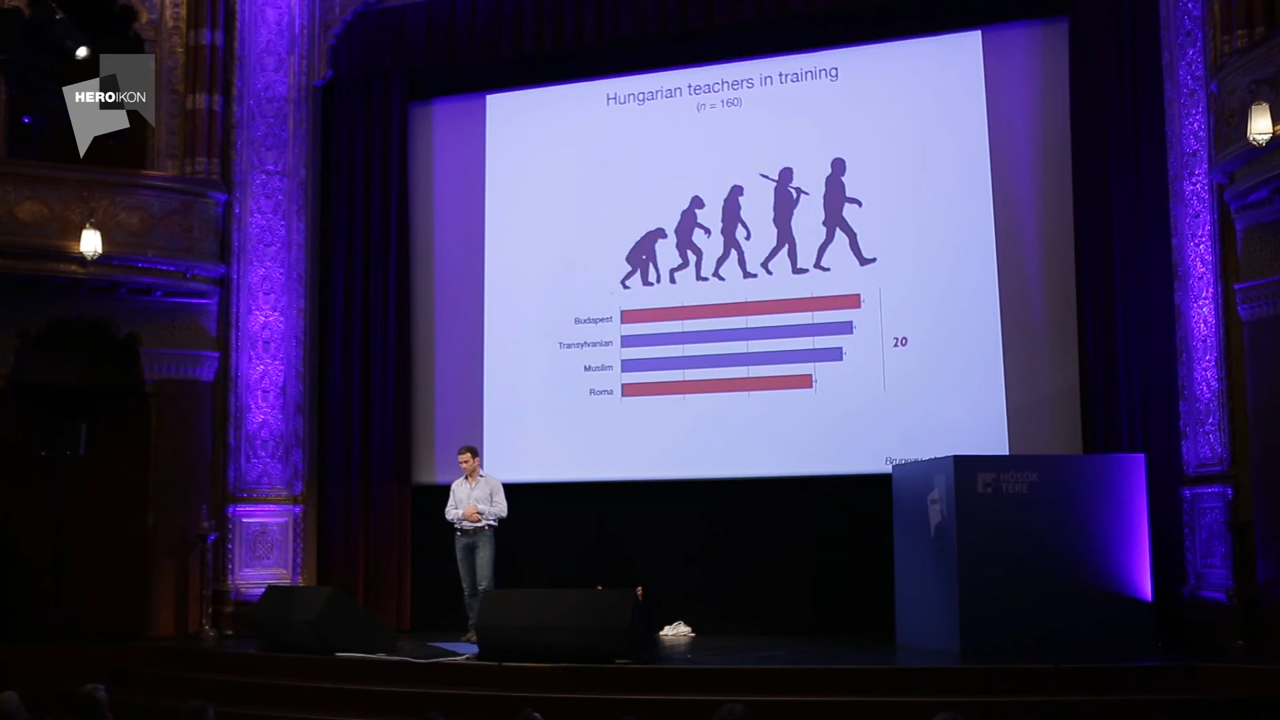 HEROIKON
Hungarian teachers in training
(n = 160)
Budapest
Transylvanian
Muslim
Roma
20
HŐSÖK
TERE